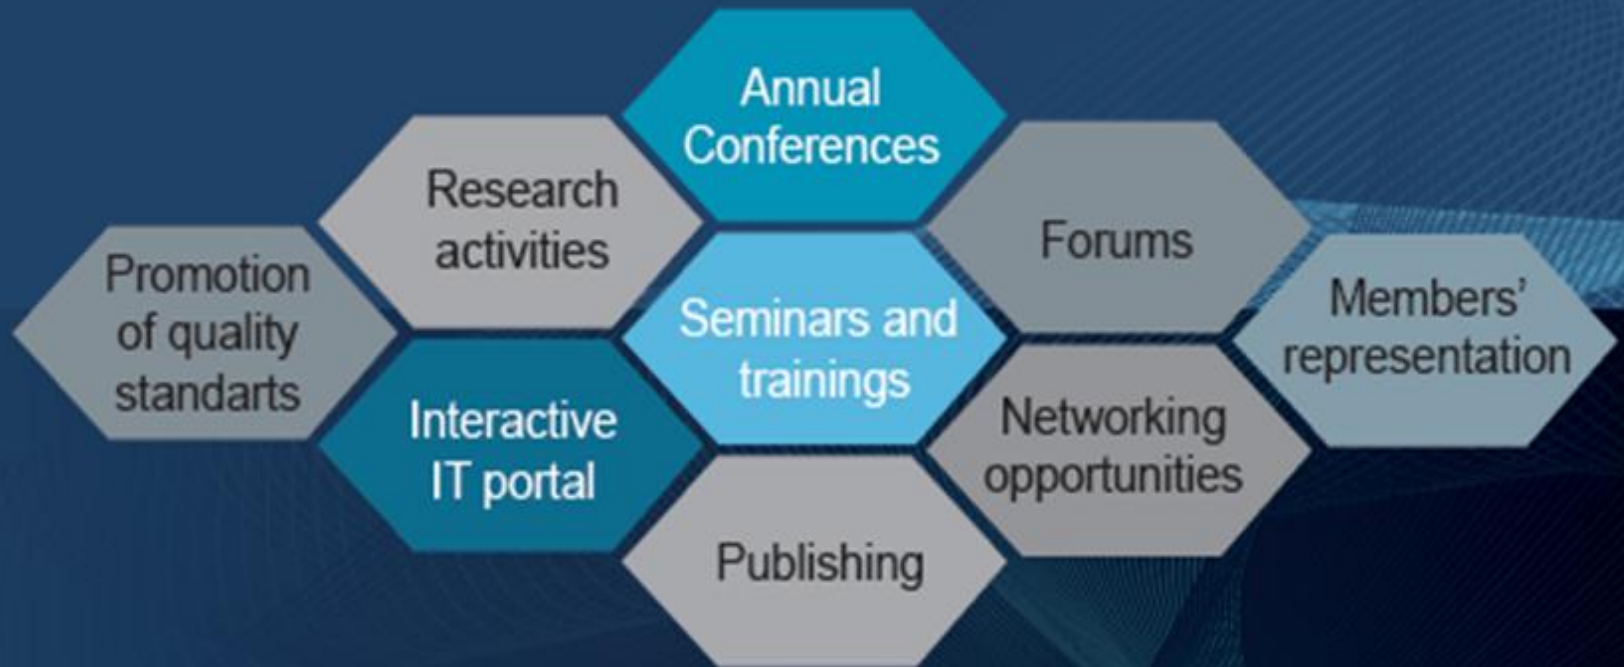 Annual
Conferences
Research
activities
Forums
Promotion
of quality
standarts
Seminars and
trainings
Members’
representation
Interactive
IT portal
Networking
opportunities
Publishing